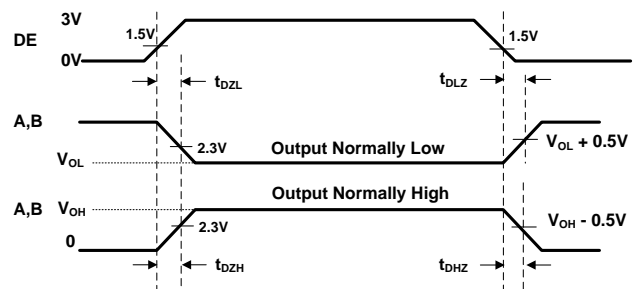 3V
DE
1.5V
1.5V
0V
tDZL
tDLZ
A,B
2.3V
Output Normally Low
VOL + 0.5V
VOL
Output Normally High
A,B
VOH
2.3V
VOH - 0.5V
0
tDZH
tDHZ